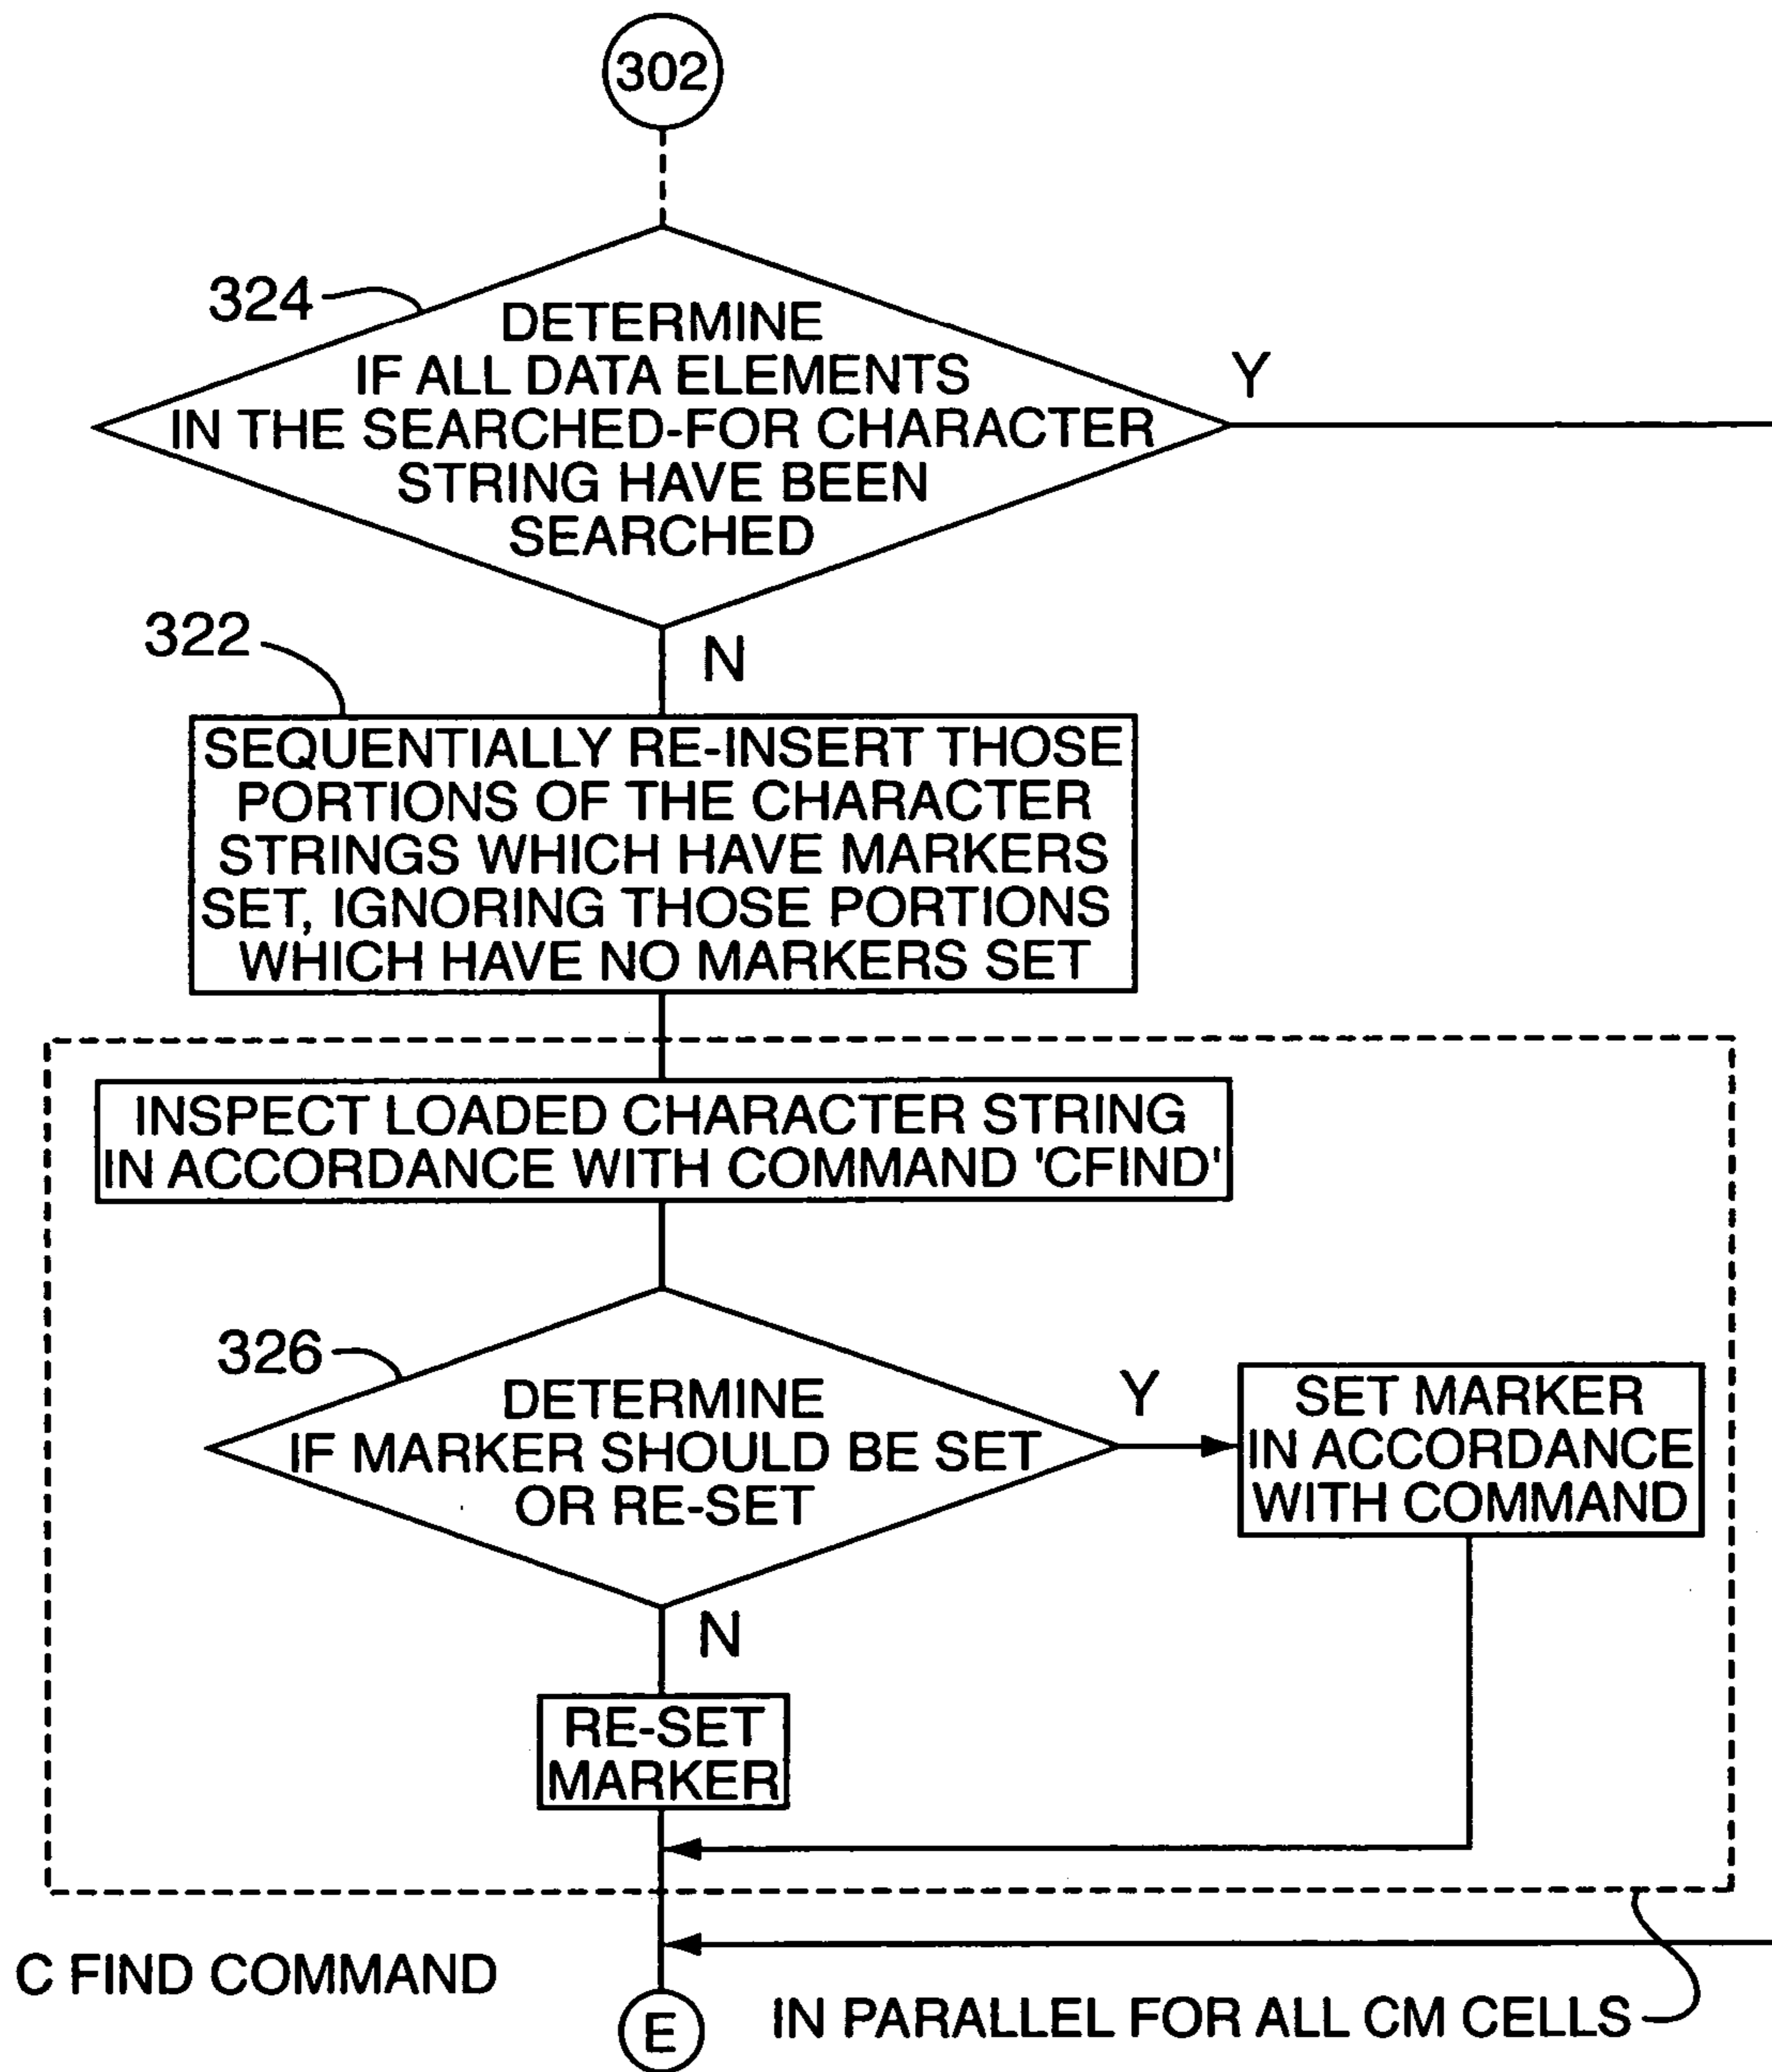 302
324
DETERMINE
IF ALL DATA ELEMENTS
IN THE SEARCHED-FOR CHARACTER
STRING HAVE BEEN
SEARCHED
Y
322
N
SEQUENTIALLY RE-INSERT THOSE
PORTIONS OF THE CHARACTER
STRINGS WHICH HAVE MARKERS
SET, IGNORING THOSE PORTIONS
WHICH HAVE NO MARKERS SET
INSPECT LOADED CHARACTER STRING
IN ACCORDANCE WITH COMMAND 'CFIND'
326
DETERMINE
IF MARKER SHOULD BE SET
OR RE-SET
Y
SET MARKER
IN ACCORDANCE
WITH COMMAND
N
RE-SET
MARKER
C FIND COMMAND
E
IN PARALLEL FOR ALL CM CELLS